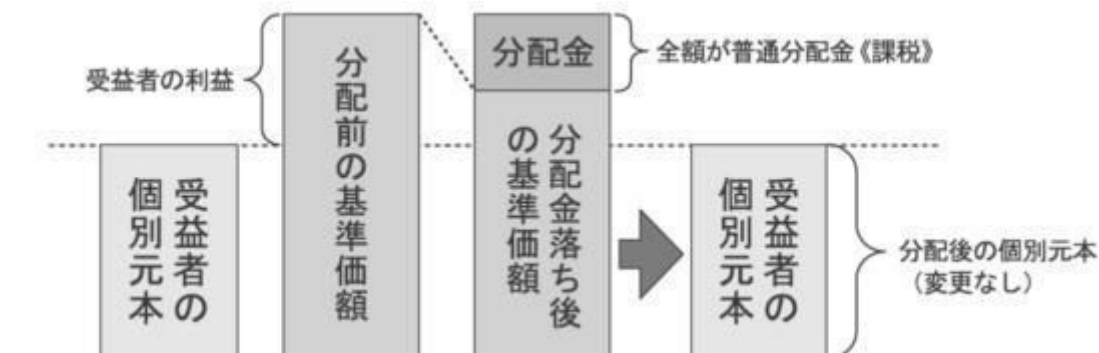 受益者の利益
受益者の
個別元本
分配前の基準価額
分配金
全額が普通分配金《課税》
分配金落ち後
の基準価額
受益者の
個別元本
分配後の個別元本
(変更なし)